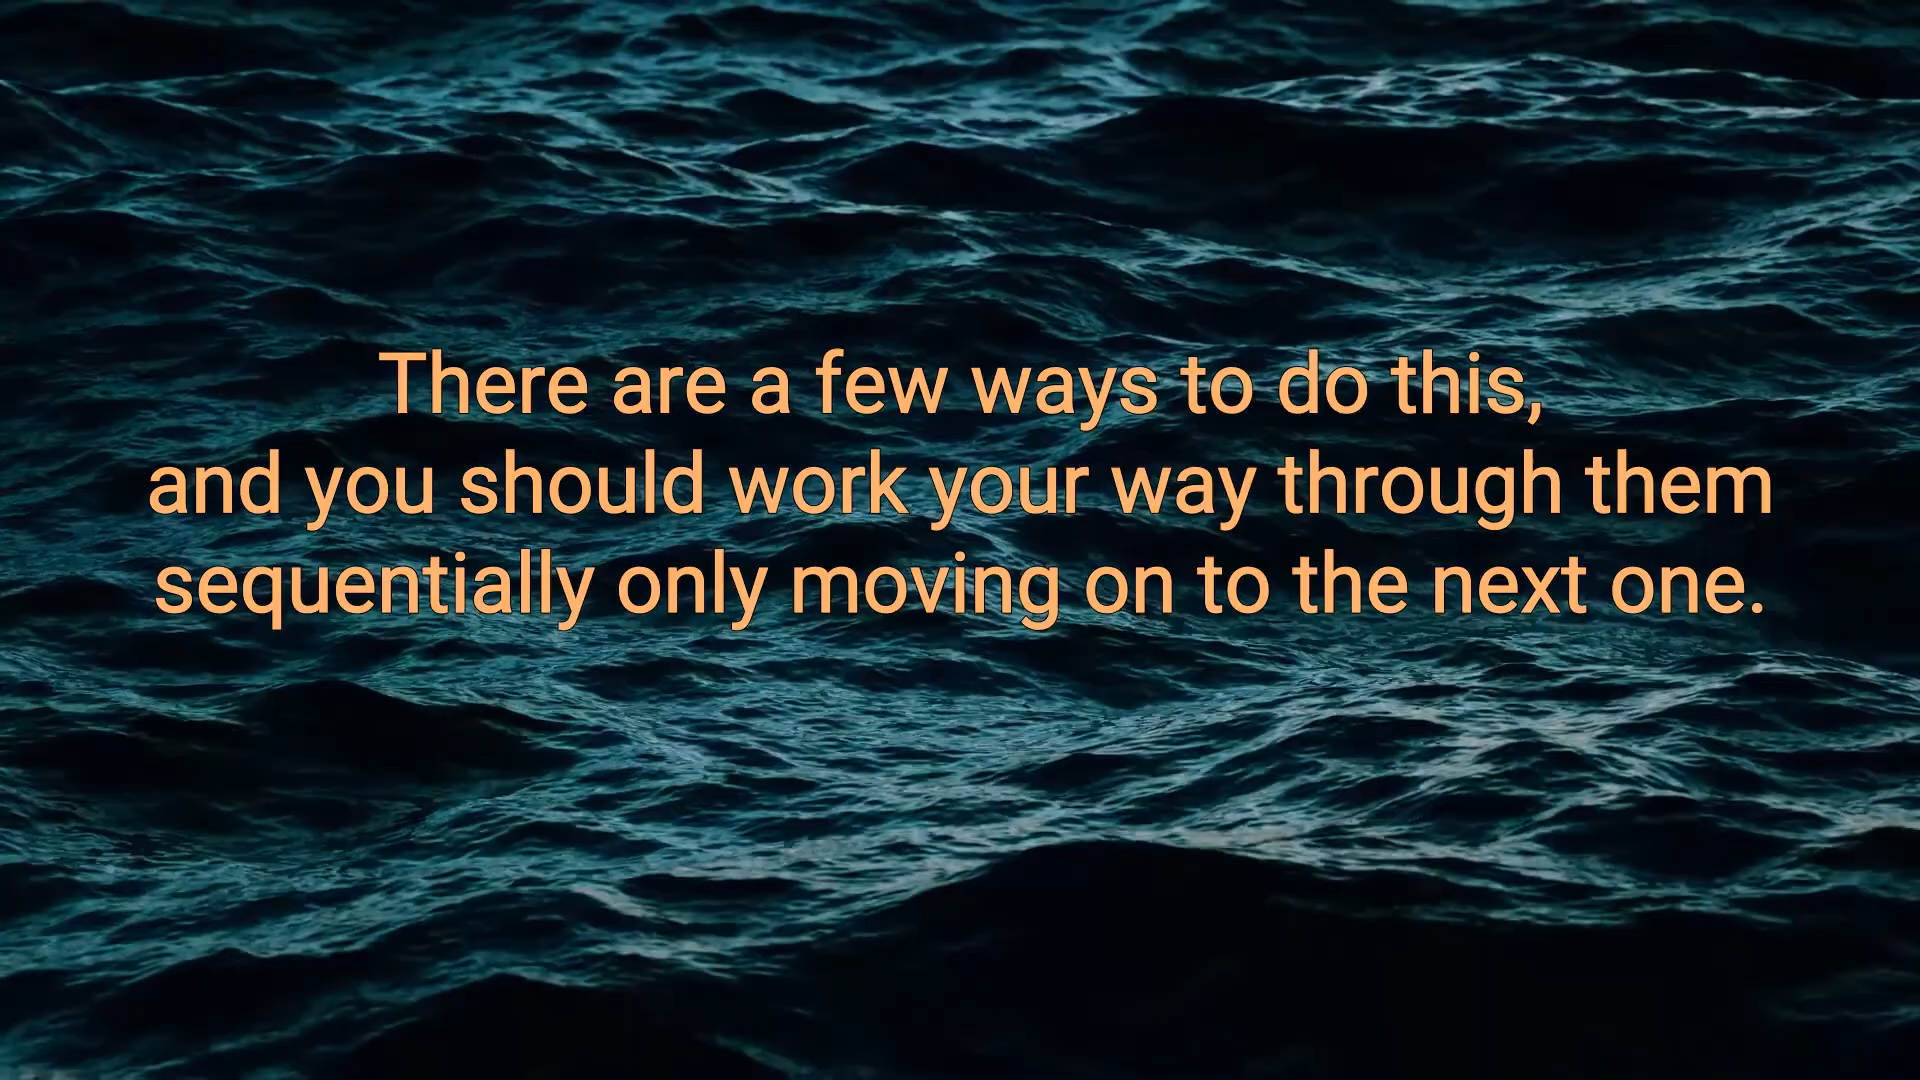 There are a few ways to do this,
and you should work your way through them
sequentially only moving on to the next one.